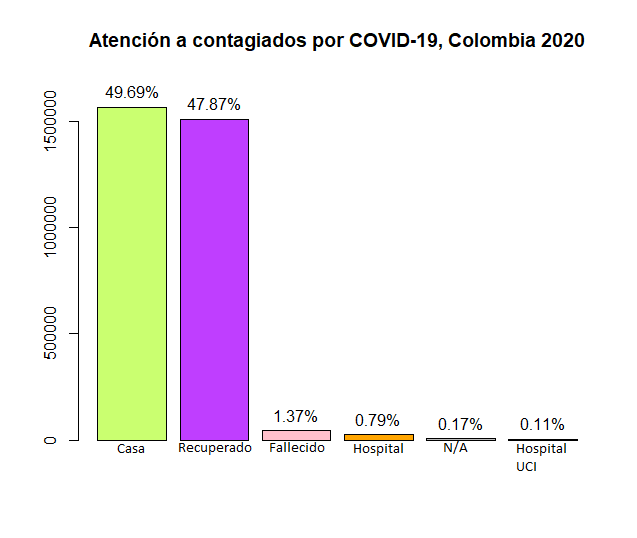 Atención a contagiados por COVID-19, Colombia 2020
49.69%
47.87%
1.37%
0.79%
0.17%
0.11%
1500000
1000000
500000
0
Casa
Recuperado
Fallecido
Hospital
N/A
Hospital
UCI